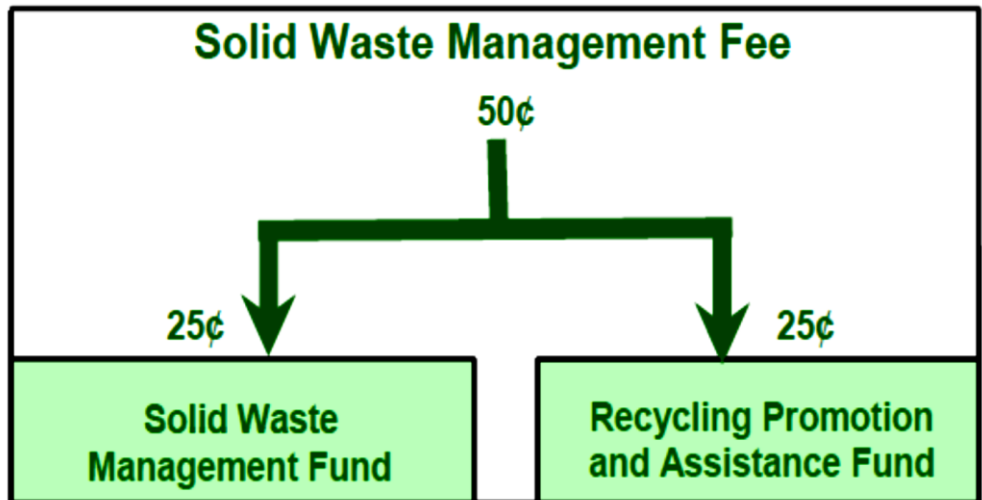 Solid Waste Management Fee
50¢
25¢
25¢
Solid Waste
Management Fund
Recycling Promotion
and Assistance Fund